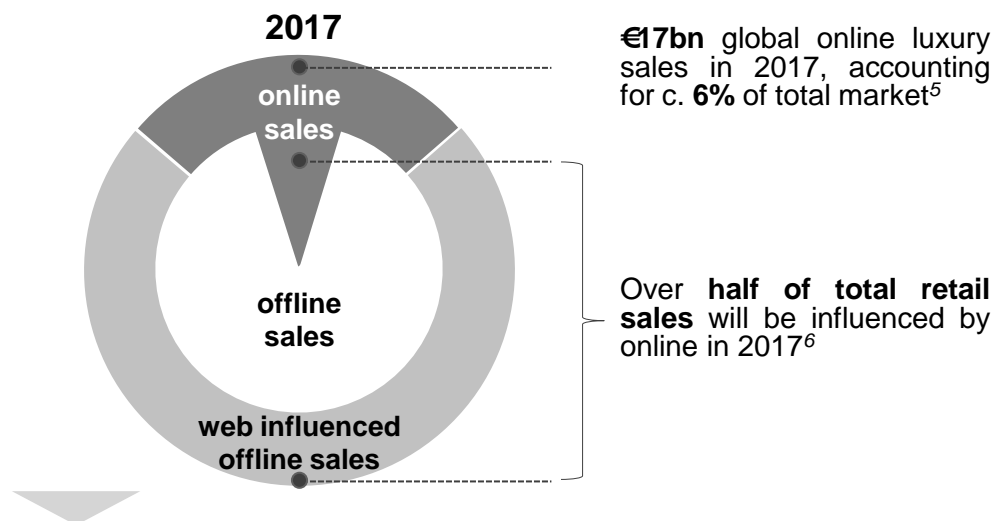 2017
online
sales
offline
sales
web influenced
offline sales
€17bn global online luxury
sales in 2017, accounting
for c. 6% of total market5
Over half of total retail
sales will be influenced by
online in 20176